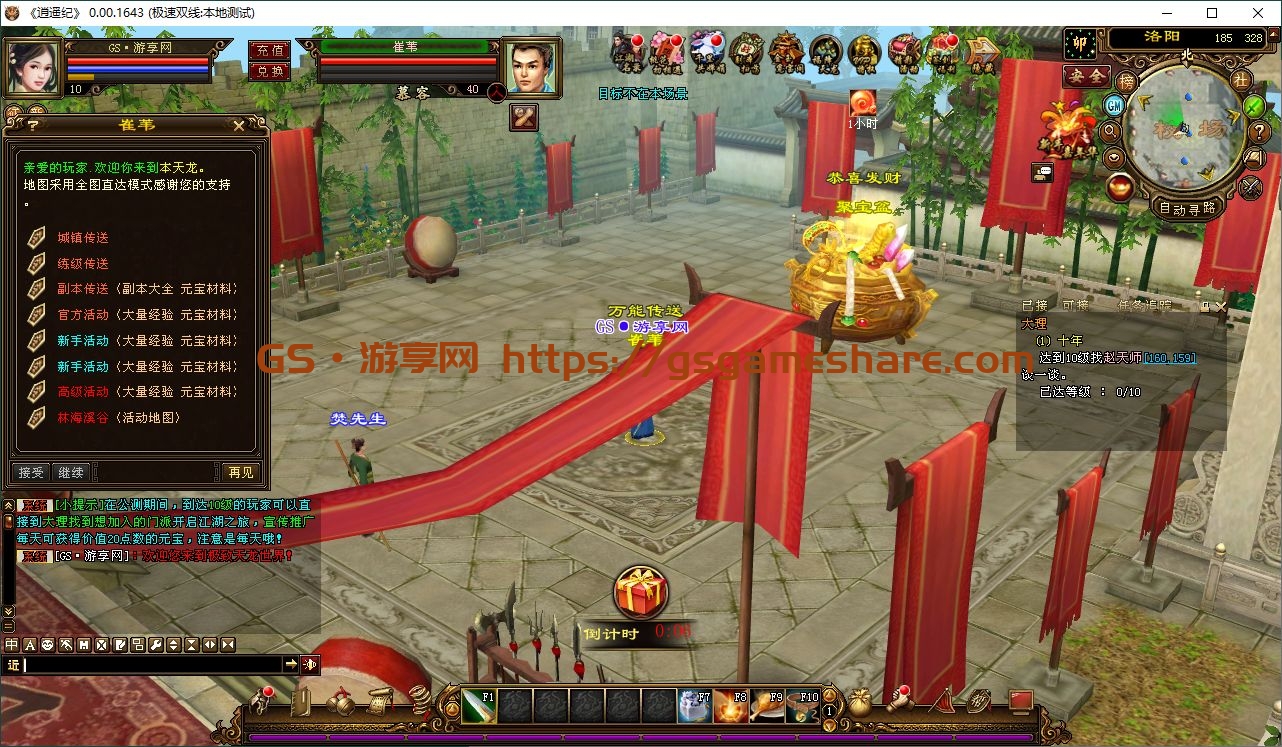 《逍遥纪》 0.00.1643 (极速双线:本地测试)
GS·游享网
10
充值
兑换
崔苇
慕容
40
目标不在本场景
1小时
洛阳
185 328
安全
榜
社
GM
校场
自动寻路
崔苇
亲爱的玩家.欢迎你来到本天龙。
地图采用全图直达模式感谢您的支持
。
城镇传送
练级传送
副本传送〈副本大全 元宝材料〉
官方活动〈大量经验 元宝材料〉
新手活动〈大量经验 元宝材料〉
新手活动〈大量经验 元宝材料〉
高级活动〈大量经验 元宝材料〉
林海溪谷〈活动地图〉
接受
继续
再见
恭喜发财
聚宝盆
万能传送
GS●游享网
崔苇
樊先生
GS· 游享网 https://gsgameshare.com
已接 可接 任务追踪
大理
(1) 十年
达到10级找赵天师[160,159]
谈一谈。
已达等级 : 0/10
系统 [小提示]在公测期间，到达10级的玩家可以直
接到大理找到想加入的门派开启江湖之旅，宣传推广
每天可获得价值20点数的元宝，注意是每天哦!
系统 [GS·游享网]:欢迎您来到极致天龙世界!
倒计时 0:06
近
F1
F7
F8
F9
F10
1